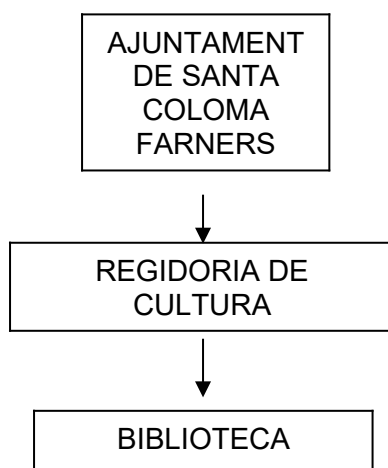 AJUNTAMENT
DE SANTA
COLOMA
FARNERS
REGIDORIA DE
CULTURA
BIBLIOTECA